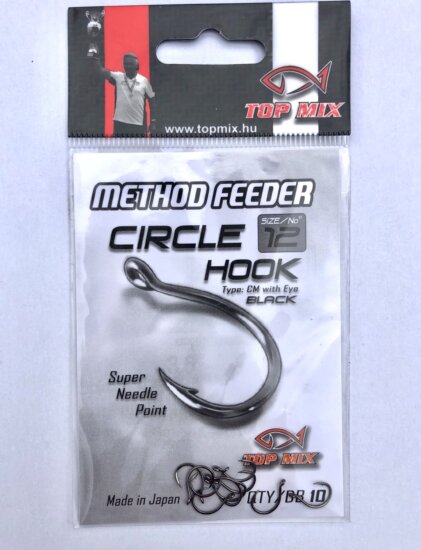 TOP MIX
www.topmix.hu
METHOD FEEDER
SIZE/No°
CIRCLE 12
HOOK
Type: CM with Eye
BLACK
Super
Needle
Point
TOP MIX
Made in Japan
QTY/DB 10